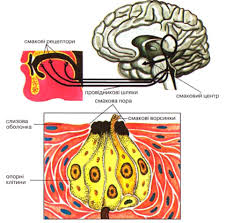 смакові рецептори
провідникові шляхи
смаковий центр
смакова пора
смакові ворсинки
слизова
оболонка
опорні
клітини